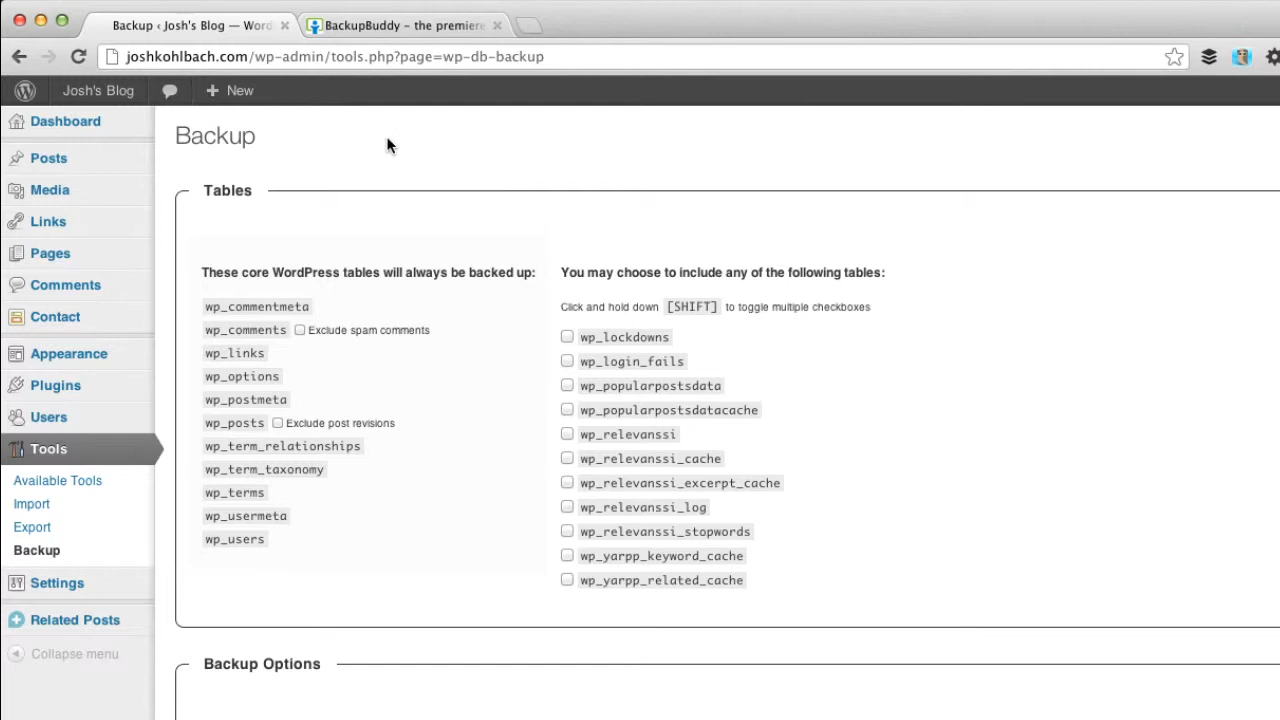 Backup ‹ Josh's Blog — Wor
BackupBuddy – the premiere
joshkohlbach.com/wp-admin/tools.php?page=wp-db-backup
Josh's Blog
+ New
Dashboard
Posts
Media
Links
Pages
Comments
Contact
Appearance
Plugins
Users
Tools
Available Tools
Import
Export
Backup
Settings
Related Posts
Collapse menu
Backup
Tables
These core WordPress tables will always be backed up:
wp_commentmeta
wp_comments Exclude spam comments
wp_links
wp_options
wp_postmeta
wp_posts Exclude post revisions
wp_term_relationships
wp_term_taxonomy
wp_terms
wp_usermeta
wp_users
You may choose to include any of the following tables:
Click and hold down [SHIFT] to toggle multiple checkboxes
wp_lockdowns
wp_login_fails
wp_popularpostsdata
wp_popularpostsdatacache
wp_relevanssi
wp_relevanssi_cache
wp_relevanssi_excerpt_cache
wp_relevanssi_log
wp_relevanssi_stopwords
wp_yarpp_keyword_cache
wp_yarpp_related_cache
Backup Options